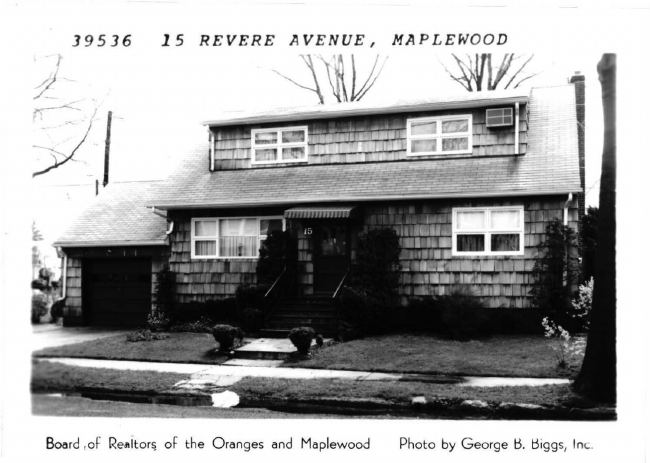 39536 15 REVERE AVENUE, MAPLEWOOD
15
Board of Realtors of the Oranges and Maplewood Photo by George B. Biggs, Inc.